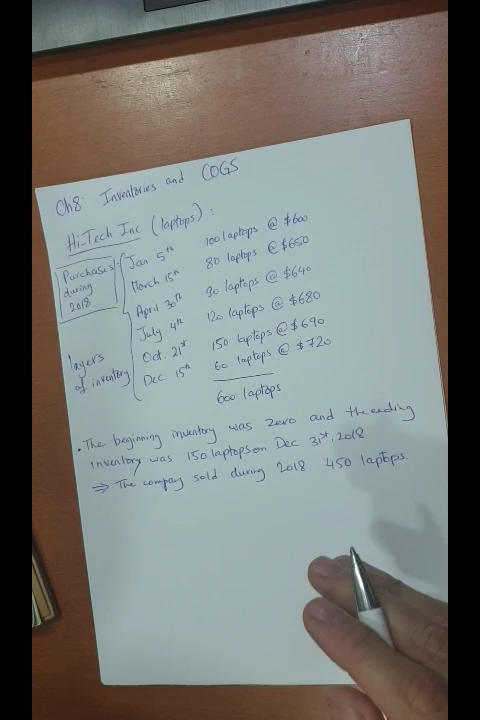 Ch8: Inventories and COGS
Hi-Tech Inc (laptops):
Purchases during 2018
Jan 5th 100 laptops @ $600
March 15th 80 laptops @ $650
April 30th 90 laptops @ $640
July 4th 120 laptops @ $680
Oct. 21st 150 laptops @ $690
Dec 15th 60 laptops @ $720
layers of inventory
600 laptops
• The beginning inventory was zero and the ending
inventory was 150 laptops on Dec 31st, 2018
⇒ The company sold during 2018 450 laptops.